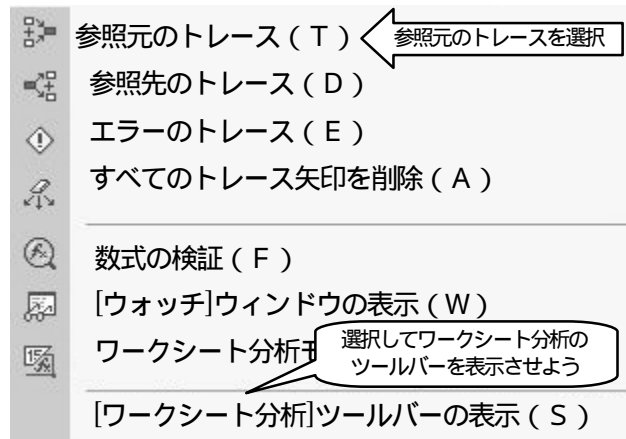 参照元のトレース(T)
参照元のトレースを選択
参照先のトレース(D)
エラーのトレース(E)
すべてのトレース矢印を削除(A)
数式の検証(F)
[ウォッチ]ウィンドウの表示(W)
ワークシート分析
選択してワークシート分析の
ツールバーを表示させよう
[ワークシート分析]ツールバーの表示(S)